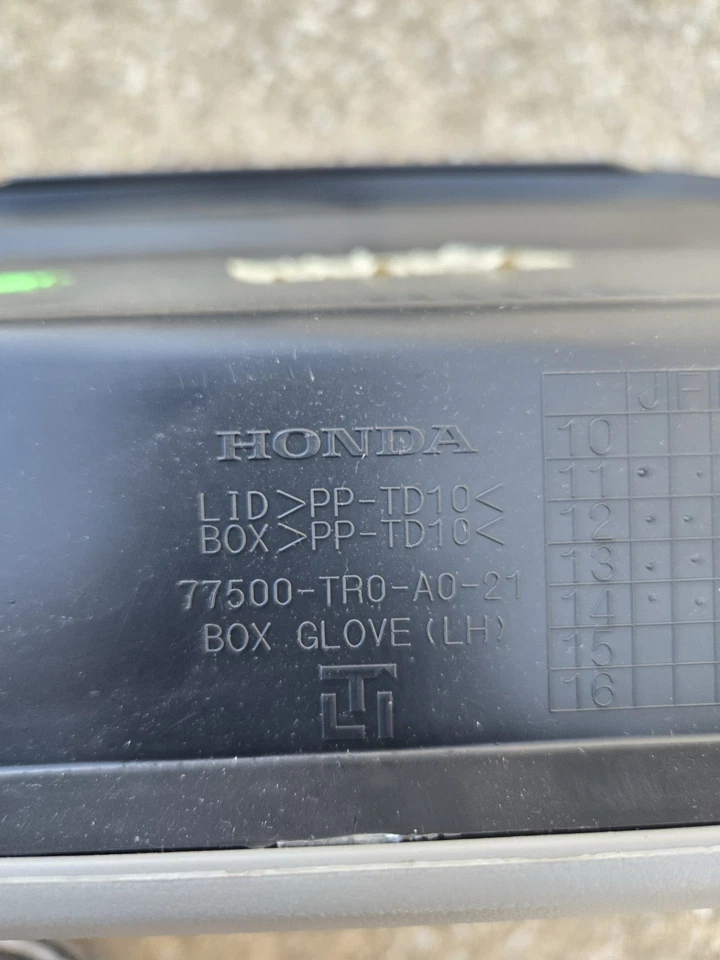 HONDA
LID >PP-TD10<
BOX >PP-TD10<
77500-TR0-A0-21
BOX GLOVE (LH)
J F
10
11
12
13
14
15
16